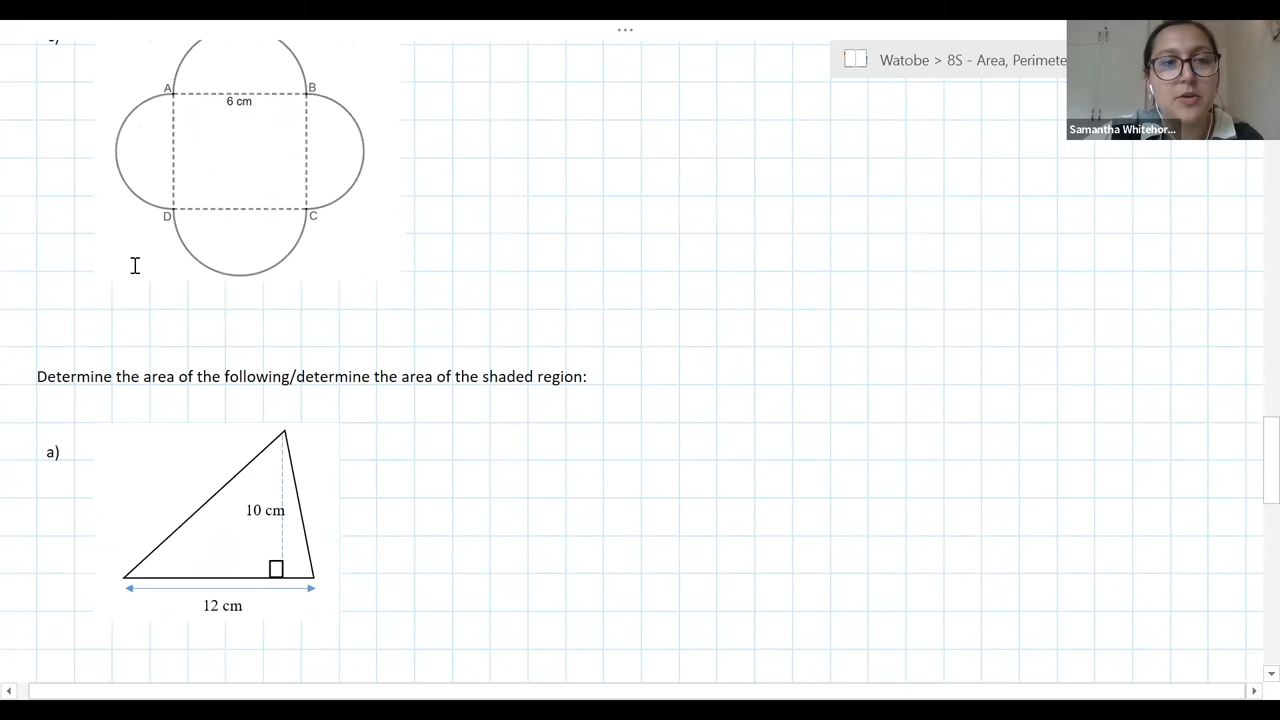 Watobe > 8S - Area, Perimete
Samantha Whitehor...
A
B
6 cm
D
C
Determine the area of the following/determine the area of the shaded region:
a)
10 cm
12 cm